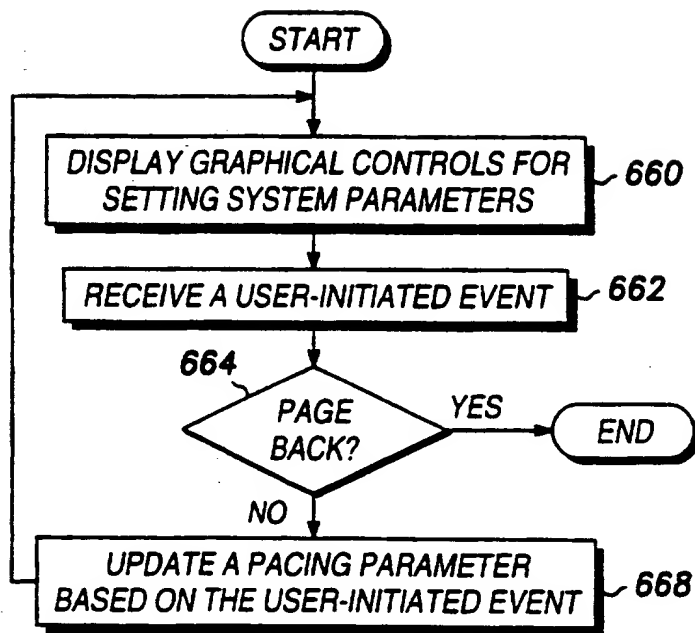 START
DISPLAY GRAPHICAL CONTROLS FOR
SETTING SYSTEM PARAMETERS
660
RECEIVE A USER-INITIATED EVENT
662
664
PAGE
BACK?
YES
END
NO
UPDATE A PACING PARAMETER
BASED ON THE USER-INITIATED EVENT
668